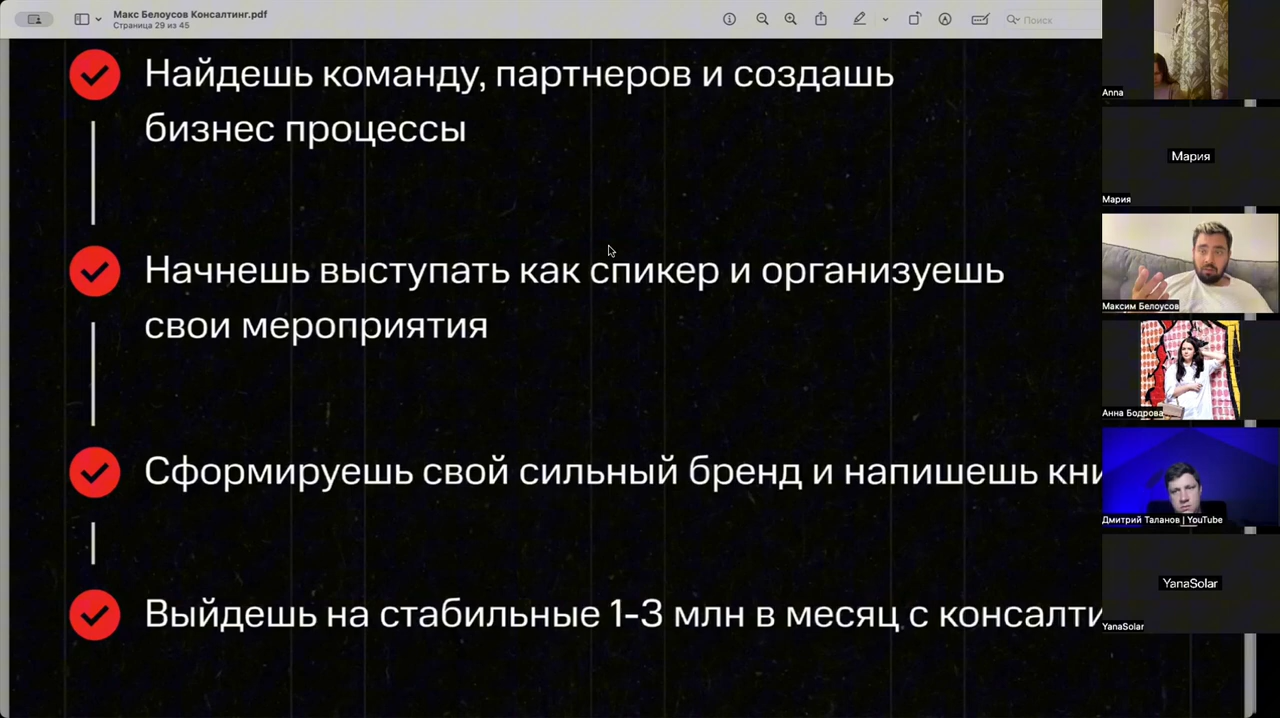 Макс Белоусов Консалтинг.pdf
Страница 29 из 45
Поиск
Найдешь команду, партнеров и создашь
бизнес процессы
Начнешь выступать как спикер и организуешь
свои мероприятия
Сформируешь свой сильный бренд и напишешь кни
Выйдешь на стабильные 1-3 млн в месяц с консалти
Anna
Мария
Мария
Максим Белоусов
Анна Бодрова
Дмитрий Таланов | YouTube
YanaSolar
YanaSolar